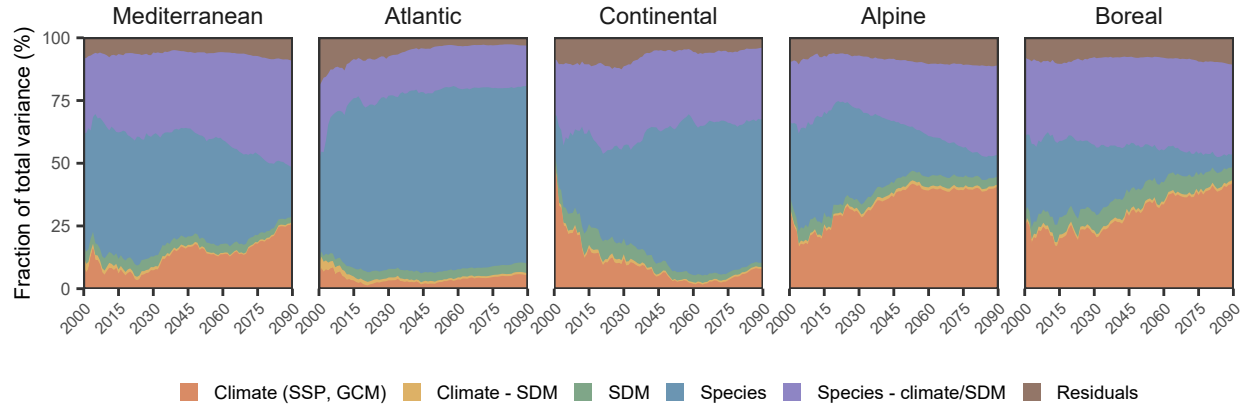 Mediterranean Atlantic Continental Alpine Boreal
Fraction of total variance (%)
100
75
50
25
0
2000 2015 2030 2045 2060 2075 2090 2000 2015 2030 2045 2060 2075 2090 2000 2015 2030 2045 2060 2075 2090 2000 2015 2030 2045 2060 2075 2090 2000 2015 2030 2045 2060 2075 2090
Climate (SSP, GCM) Climate - SDM SDM Species Species - climate/SDM Residuals